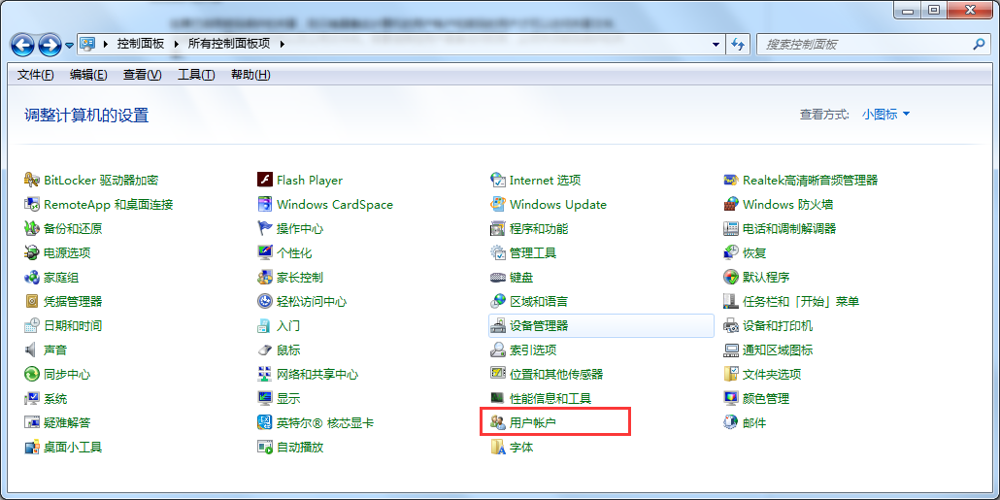 控制面板 所有控制面板项
搜索控制面板
文件(F) 编辑(E) 查看(V) 工具(T) 帮助(H)
调整计算机的设置
查看方式: 小图标
BitLocker 驱动器加密 Flash Player Internet 选项 Realtek高清晰音频管理器
RemoteApp 和桌面连接 Windows CardSpace Windows Update Windows 防火墙
备份和还原 操作中心 程序和功能 电话和调制解调器
电源选项 个性化 管理工具 恢复
家庭组 家长控制 键盘 默认程序
凭据管理器 轻松访问中心 区域和语言 任务栏和「开始」菜单
日期和时间 入门 设备管理器 设备和打印机
声音 鼠标 索引选项 通知区域图标
同步中心 网络和共享中心 位置和其他传感器 文件夹选项
系统 显示 性能信息和工具 颜色管理
疑难解答 英特尔® 核芯显卡 用户帐户 邮件
桌面小工具 自动播放 字体